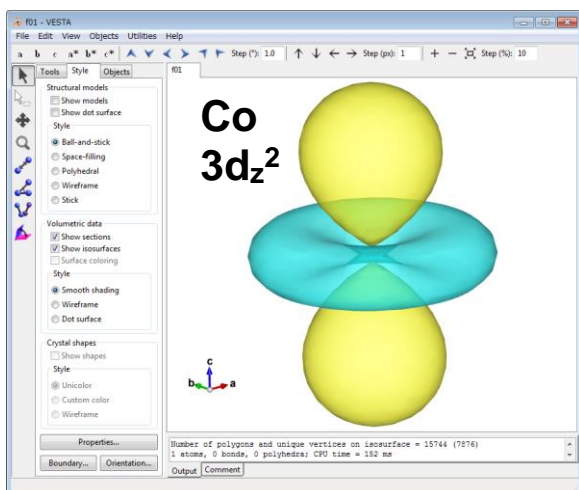 f01 - VESTA
File Edit View Objects Utilities Help
a b c a* b* c* Step (°): 1.0 Step (px): 1 Step (%): 10
Tools Style Objects
f01
Structural models
Show models
Show dot surface
Style
Ball-and-stick
Space-filling
Polyhedral
Wireframe
Stick
Volumetric data
Show sections
Show isosurfaces
Surface coloring
Style
Smooth shading
Wireframe
Dot surface
Crystal shapes
Show shapes
Style
Unicolor
Custom color
Wireframe
Properties...
Boundary... Orientation...
Co
3dz²
c
b a
Number of polygons and unique vertices on isosurface = 15744 (7876)
1 atoms, 0 bonds, 0 polyhedra; CPU time = 152 ms
Output Comment